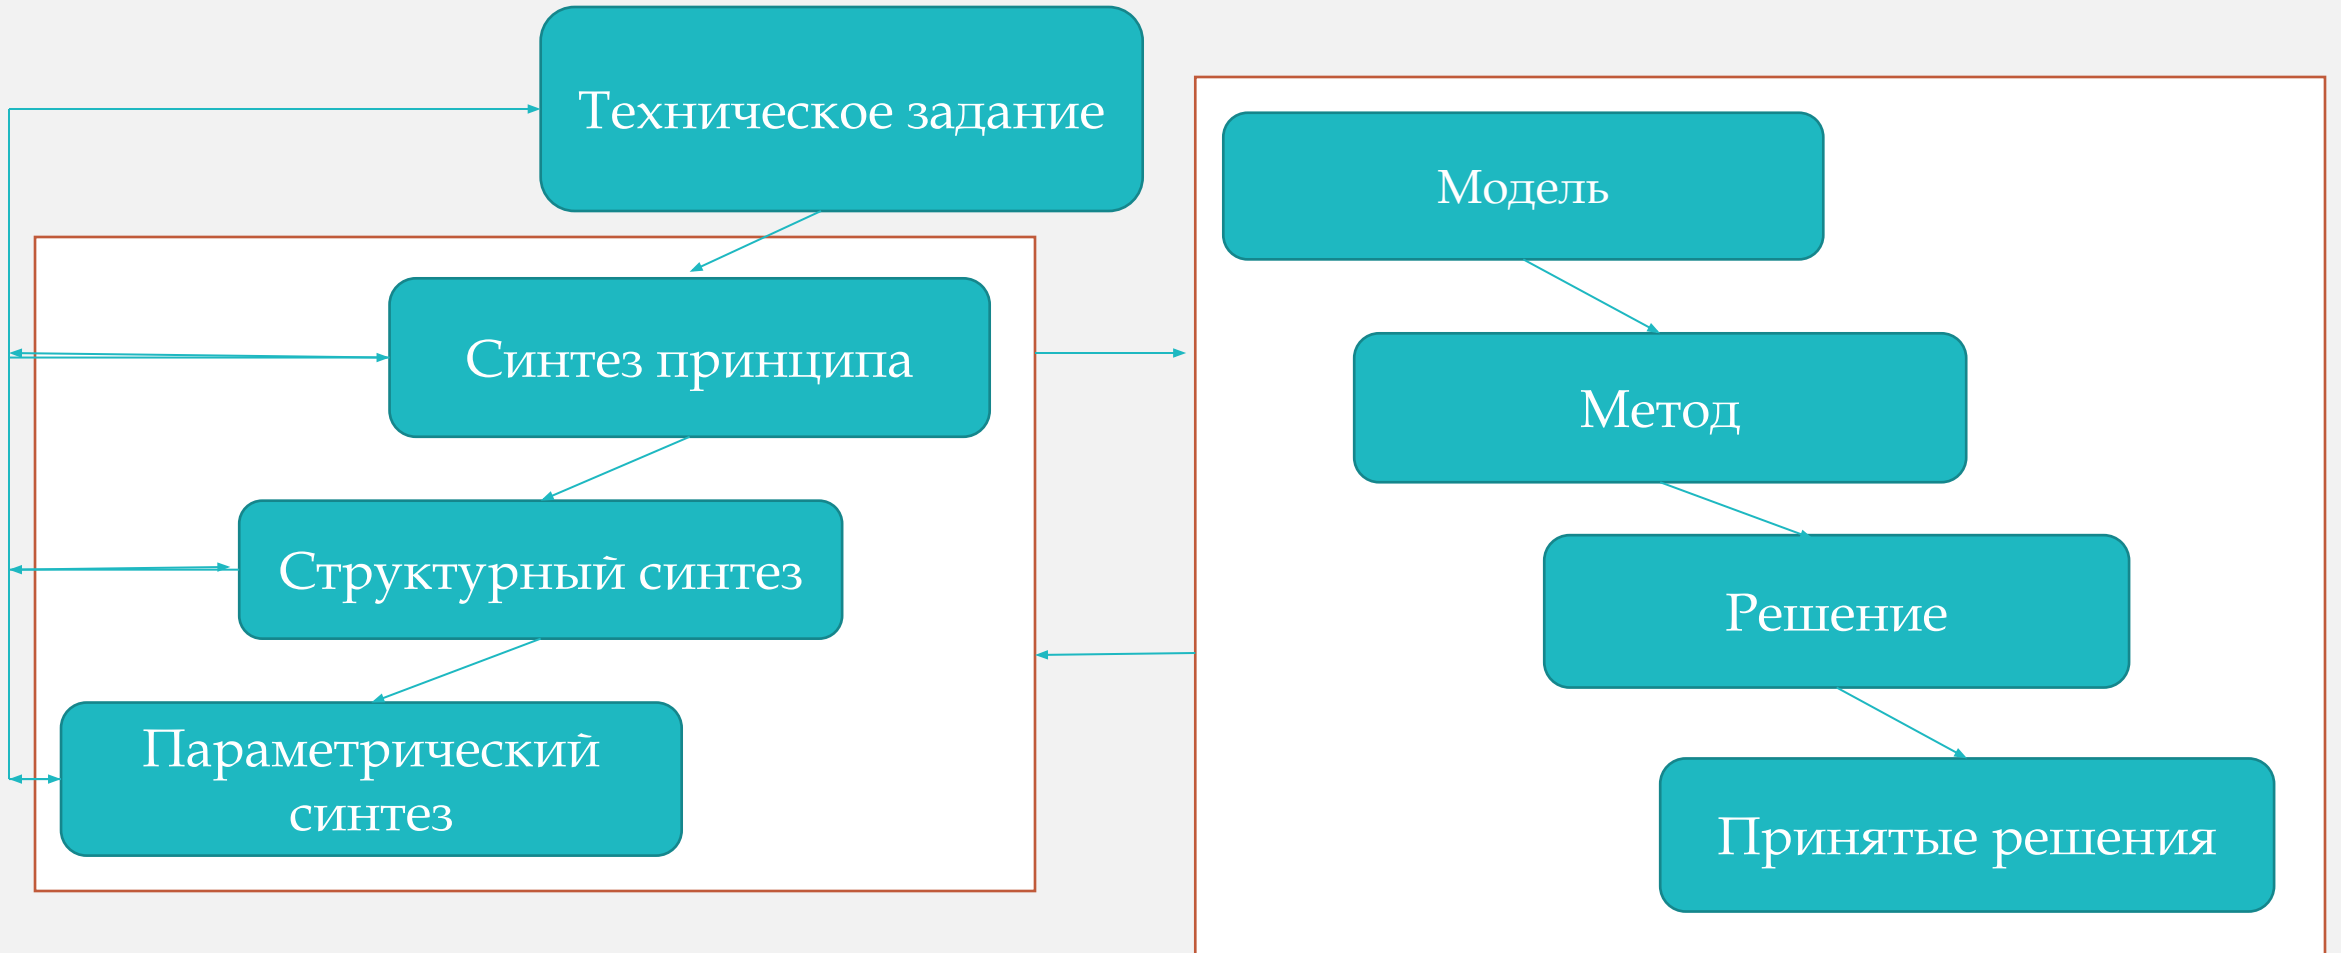 Техническое задание
Синтез принципа
Структурный синтез
Параметрический
синтез
Модель
Метод
Решение
Принятые решения